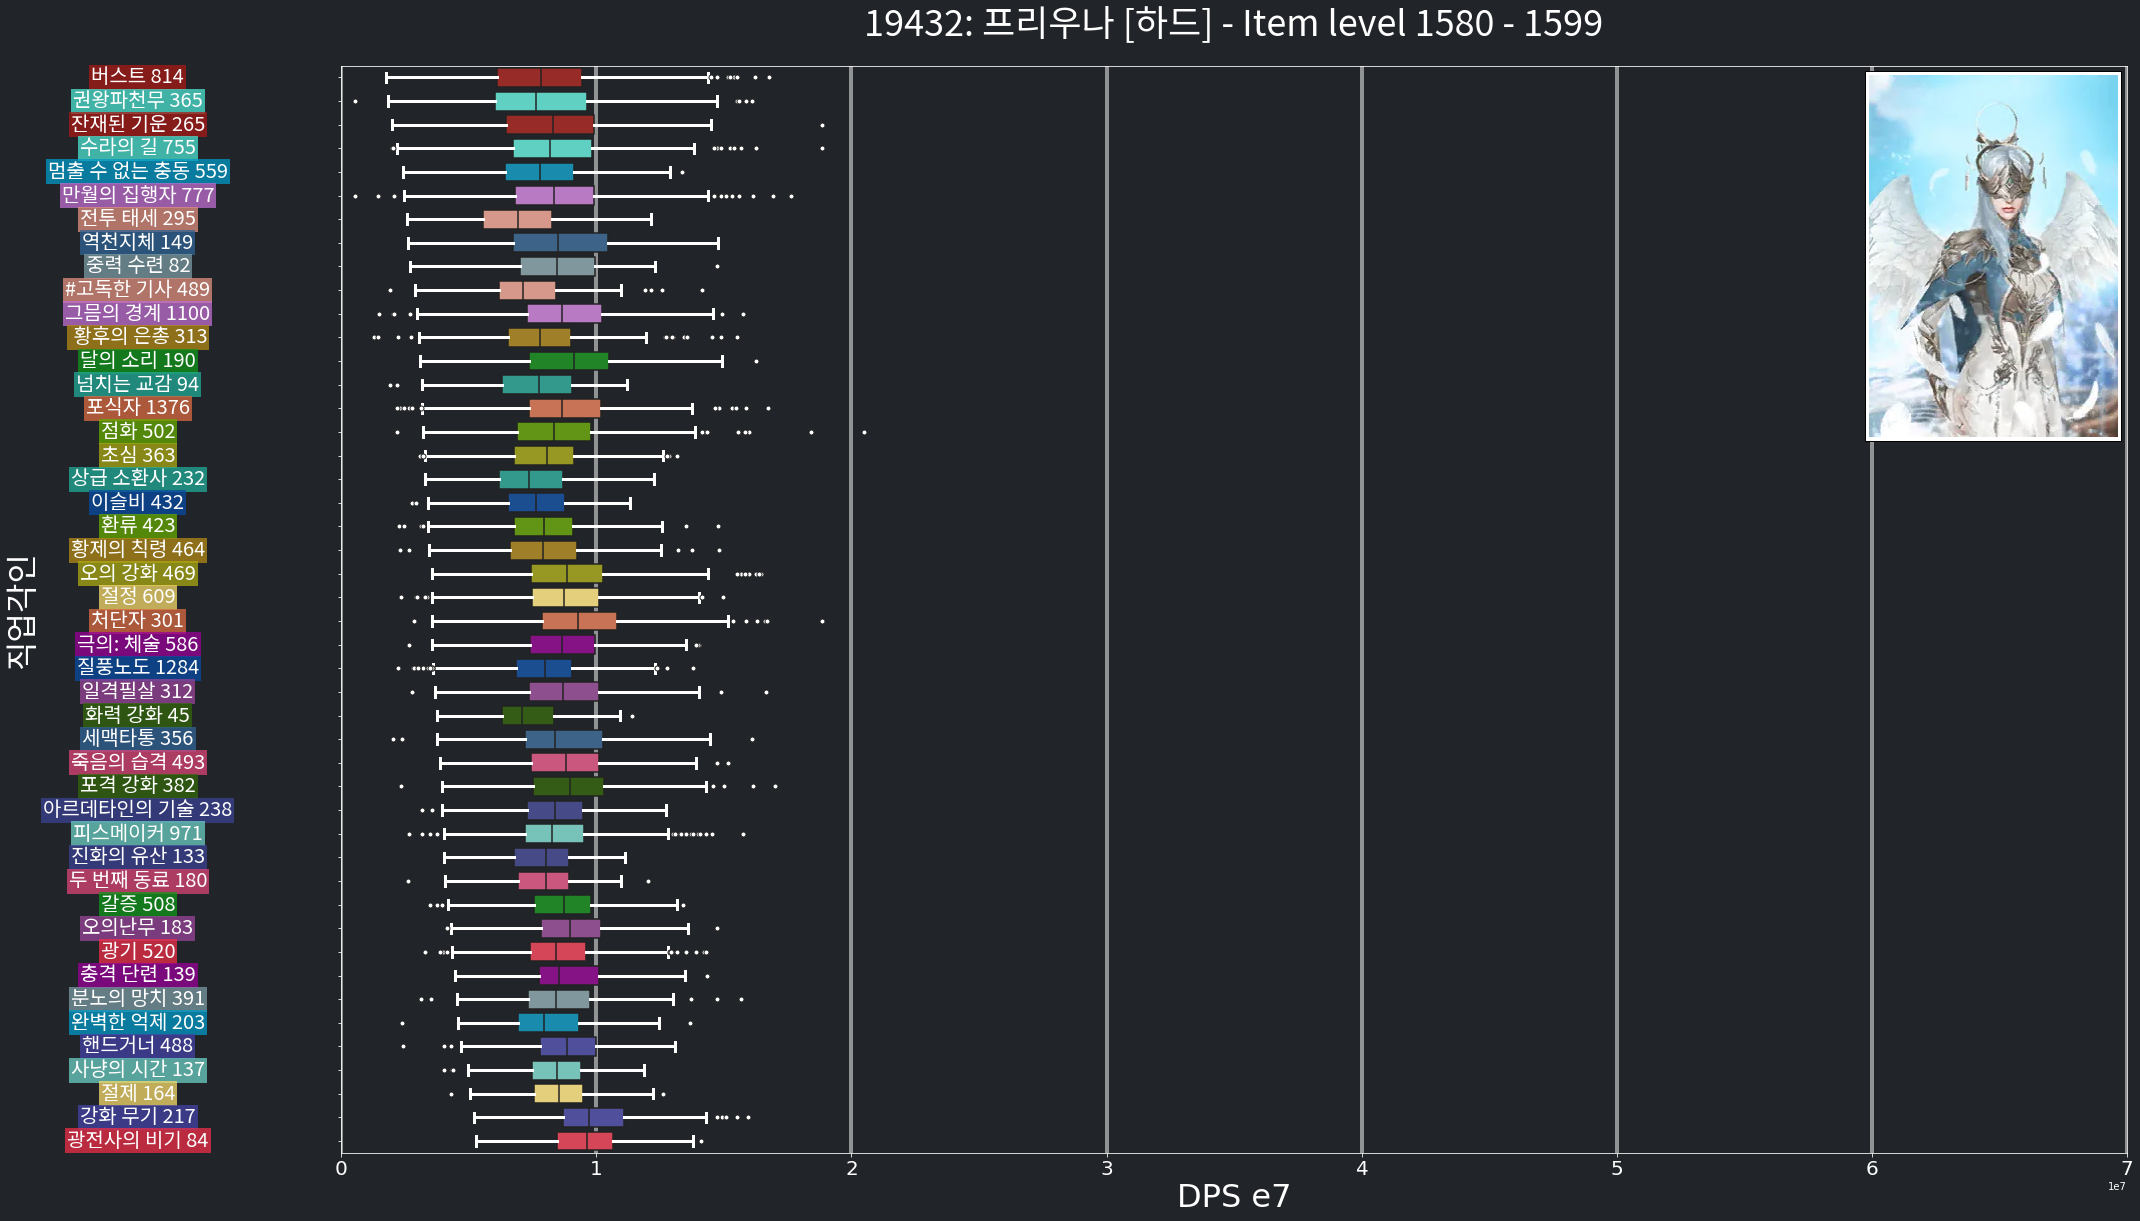 19432: 프리우나 [하드] - Item level 1580 - 1599
직업각인
버스트 814
권왕파천무 365
잔재된 기운 265
수라의 길 755
멈출 수 없는 충동 559
만월의 집행자 777
전투 태세 295
역천지체 149
중력 수련 82
#고독한 기사 489
그믐의 경계 1100
황후의 은총 313
달의 소리 190
넘치는 교감 94
포식자 1376
점화 502
초심 363
상급 소환사 232
이슬비 432
환류 423
황제의 칙령 464
오의 강화 469
절정 609
처단자 301
극의: 체술 586
질풍노도 1284
일격필살 312
화력 강화 45
세맥타통 356
죽음의 습격 493
포격 강화 382
아르데타인의 기술 238
피스메이커 971
진화의 유산 133
두 번째 동료 180
갈증 508
오의난무 183
광기 520
충격 단련 139
분노의 망치 391
완벽한 억제 203
핸드거너 488
사냥의 시간 137
절제 164
강화 무기 217
광전사의 비기 84
0 1 2 3 4 5 6 7
1e7
DPS e7